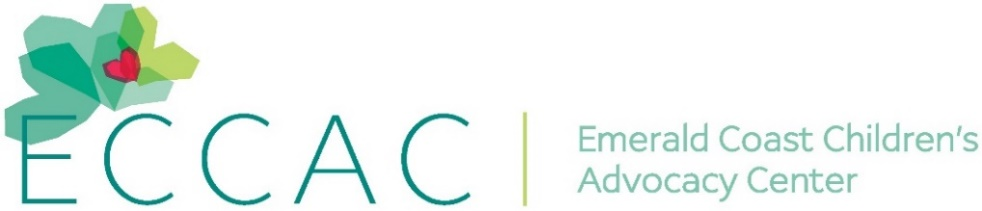 ECCAC
Emerald Coast Children's
Advocacy Center